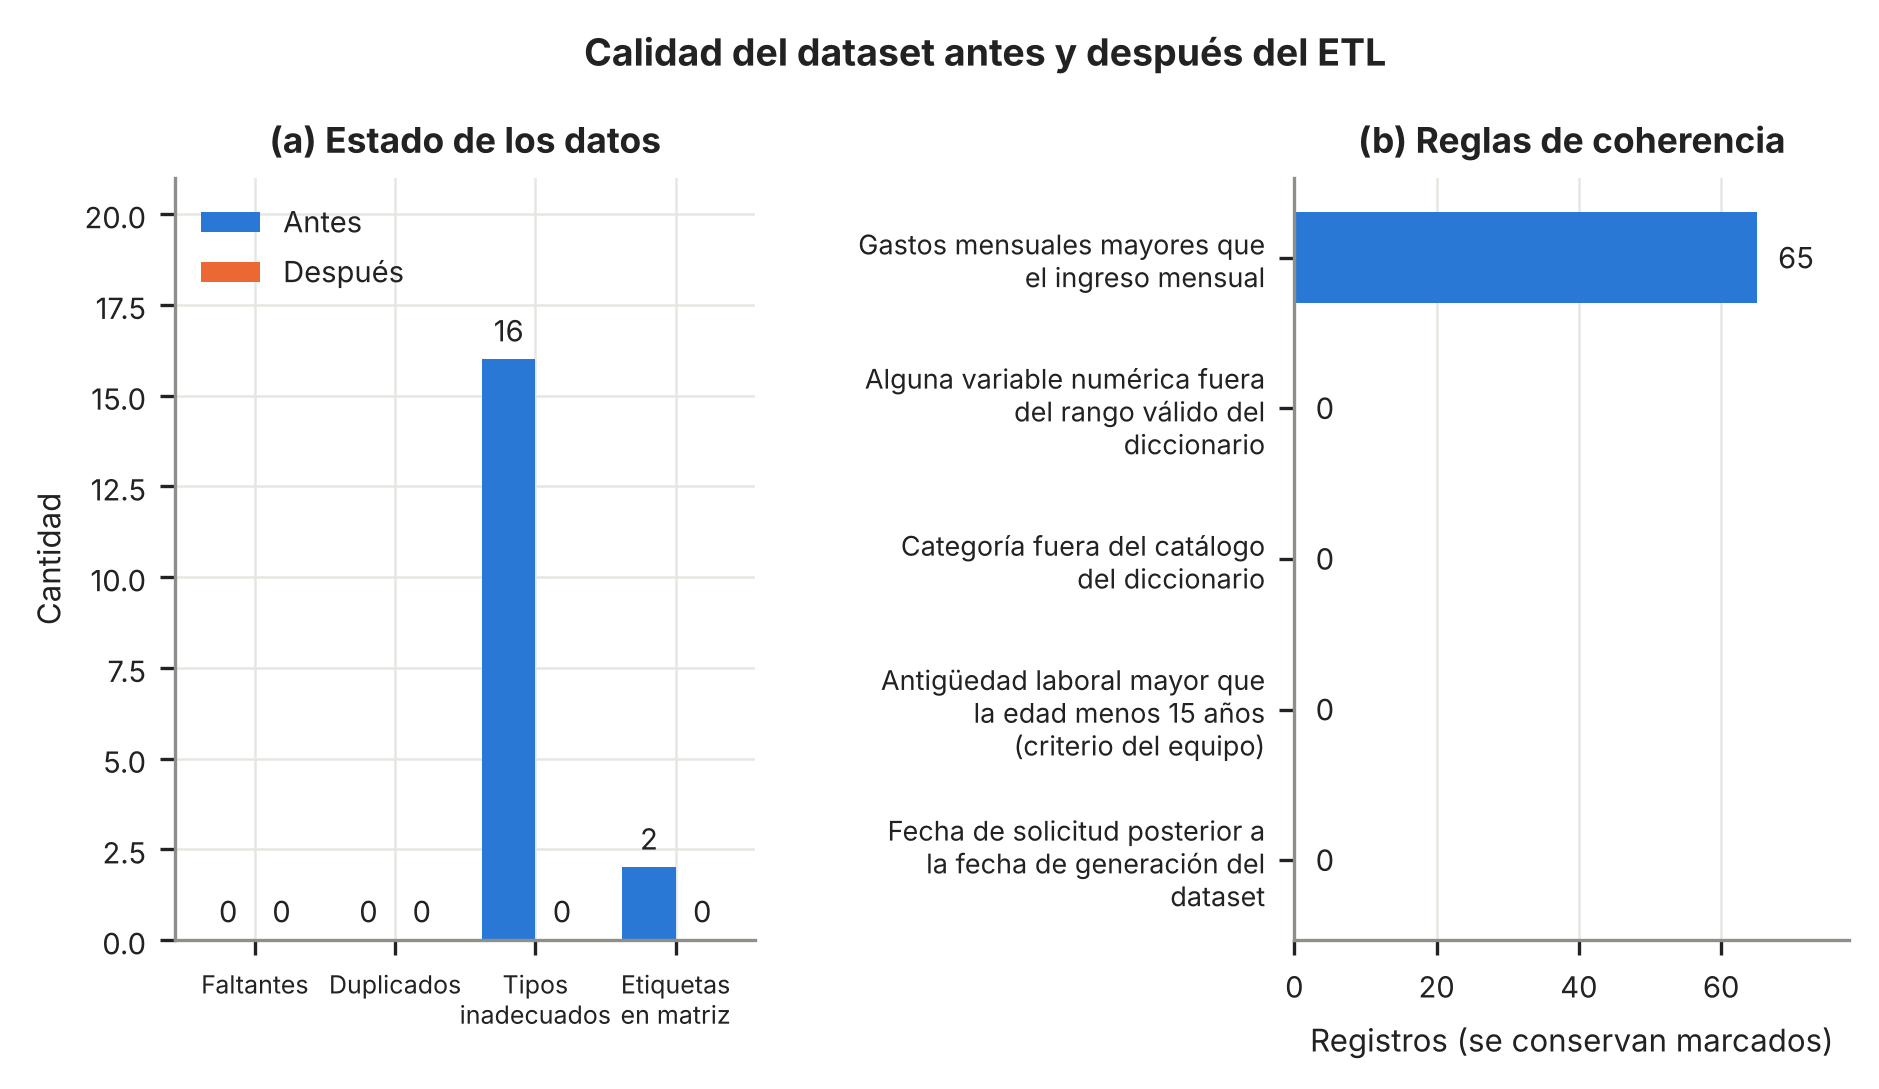 Calidad del dataset antes y después del ETL
(a) Estado de los datos
Antes
Después
Cantidad
20.0
17.5
15.0
12.5
10.0
7.5
5.0
2.5
0.0
0
0
0
0
16
0
2
0
Faltantes
Duplicados
Tipos
inadecuados
Etiquetas
en matriz
(b) Reglas de coherencia
Gastos mensuales mayores que
el ingreso mensual
65
Alguna variable numérica fuera
del rango válido del
diccionario
0
Categoría fuera del catálogo
del diccionario
0
Antigüedad laboral mayor que
la edad menos 15 años
(criterio del equipo)
0
Fecha de solicitud posterior a
la fecha de generación del
dataset
0
0
20
40
60
Registros (se conservan marcados)